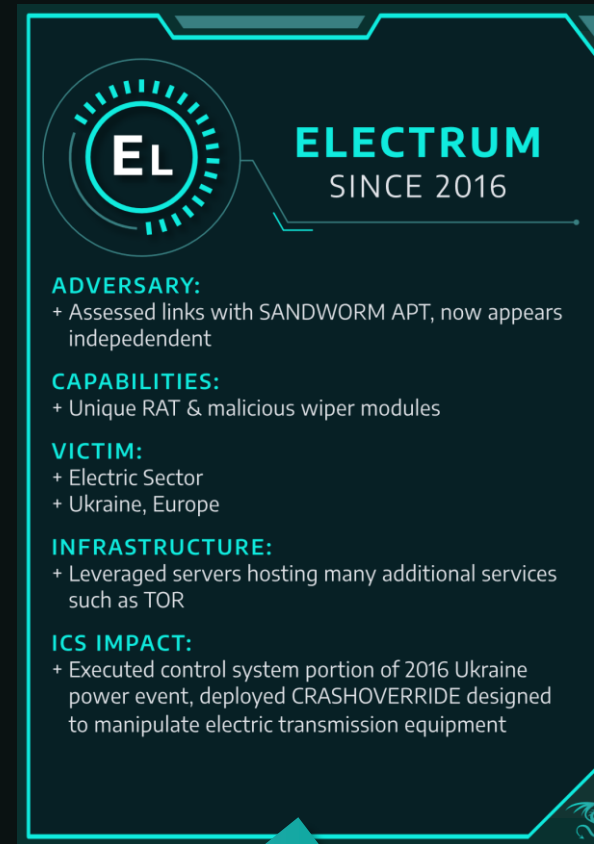 EL
ELECTRUM
SINCE 2016
ADVERSARY:
+ Assessed links with SANDWORM APT, now appears
indepedendent
CAPABILITIES:
+ Unique RAT & malicious wiper modules
VICTIM:
+ Electric Sector
+ Ukraine, Europe
INFRASTRUCTURE:
+ Leveraged servers hosting many additional services
such as TOR
ICS IMPACT:
+ Executed control system portion of 2016 Ukraine
power event, deployed CRASHOVERRIDE designed
to manipulate electric transmission equipment